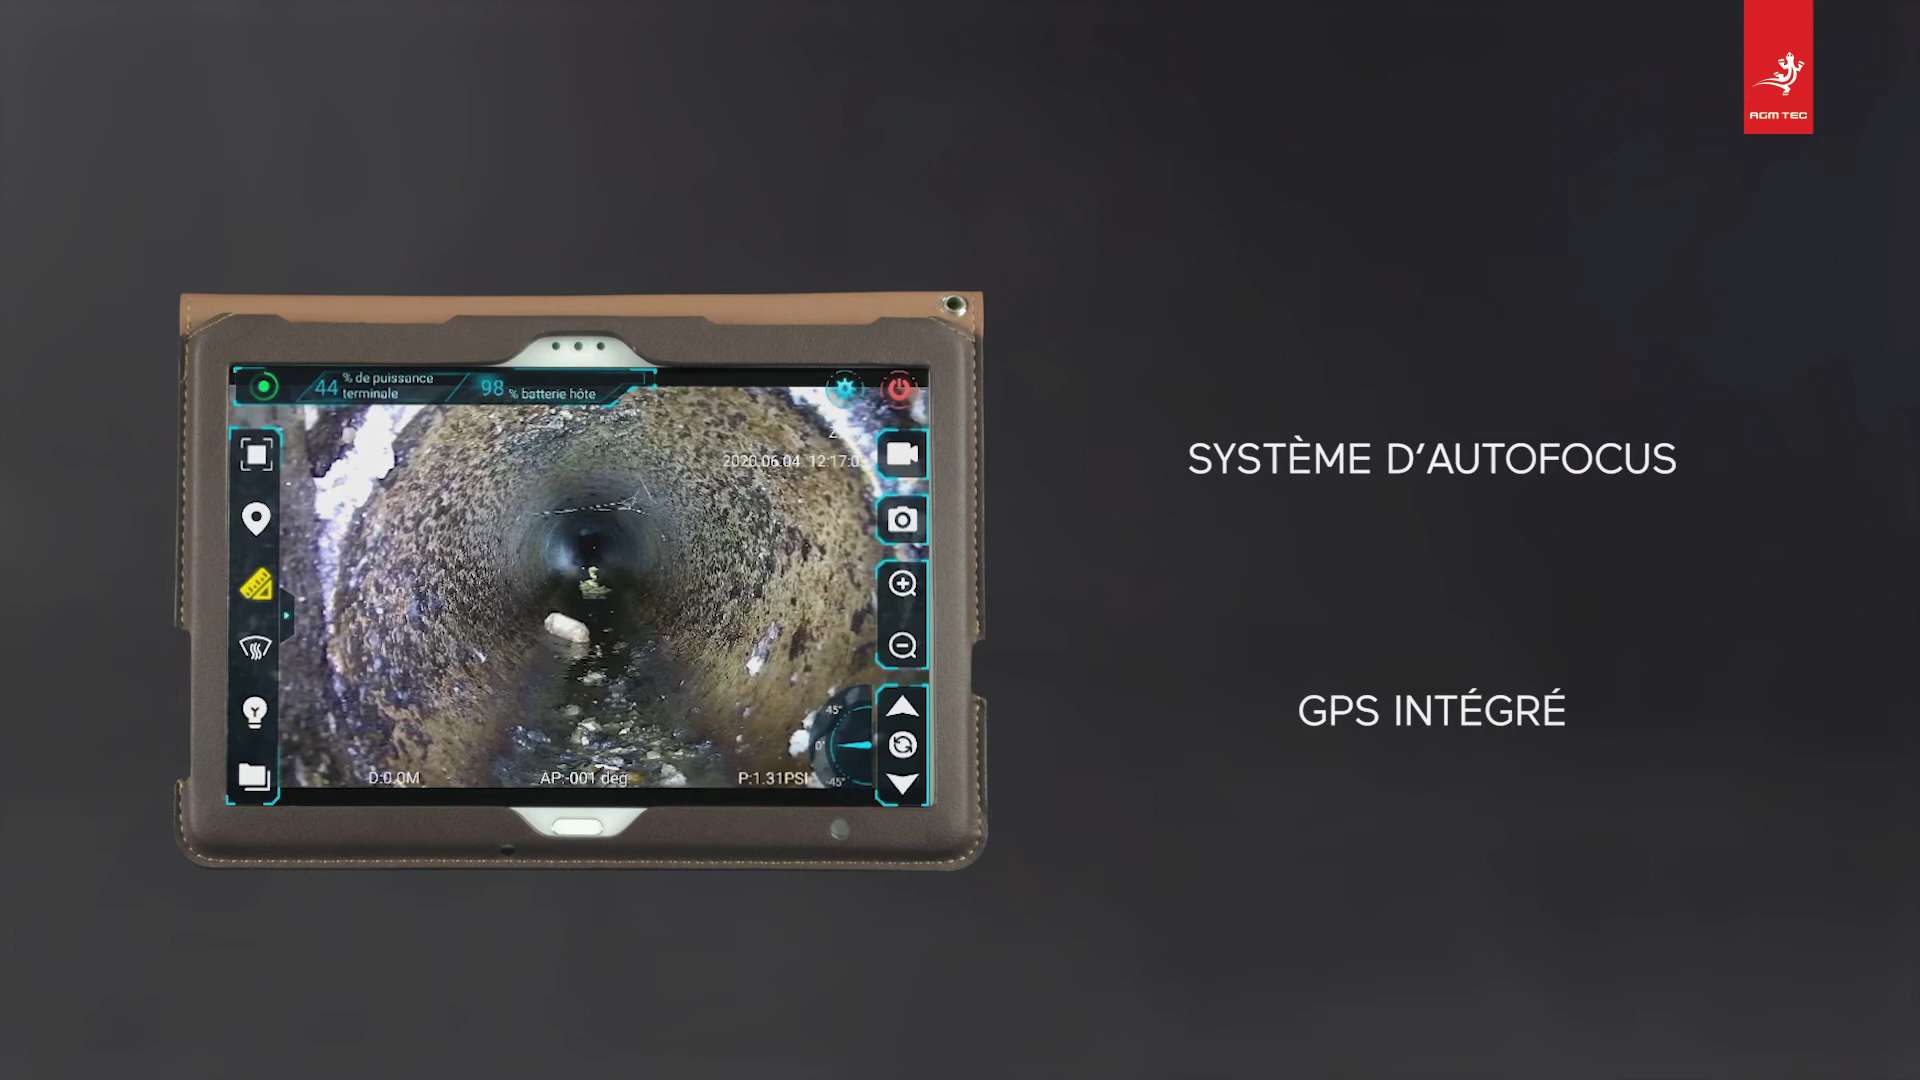 AGM TEC
44 % de puissance
terminale
98 % batterie hôte
2020.06.04 12:17:0
SYSTÈME D'AUTOFOCUS
GPS INTÉGRÉ
45°
0°
-45°
D:0.0M AP:-001 deg P:1.31PSI